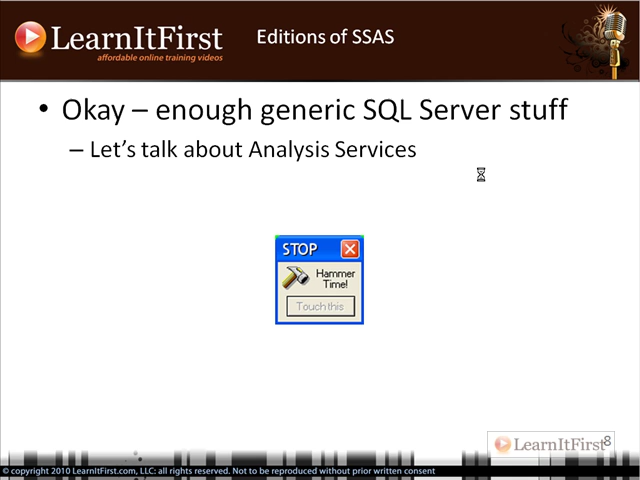 LearnItFirst
affordable online training videos
Editions of SSAS
• Okay – enough generic SQL Server stuff
– Let's talk about Analysis Services
STOP
Hammer
Time!
Touch this
LearnItFirst
8
© copyright 2010 LearnItFirst.com, LLC: all rights reserved. Not to be reproduced without prior written consent